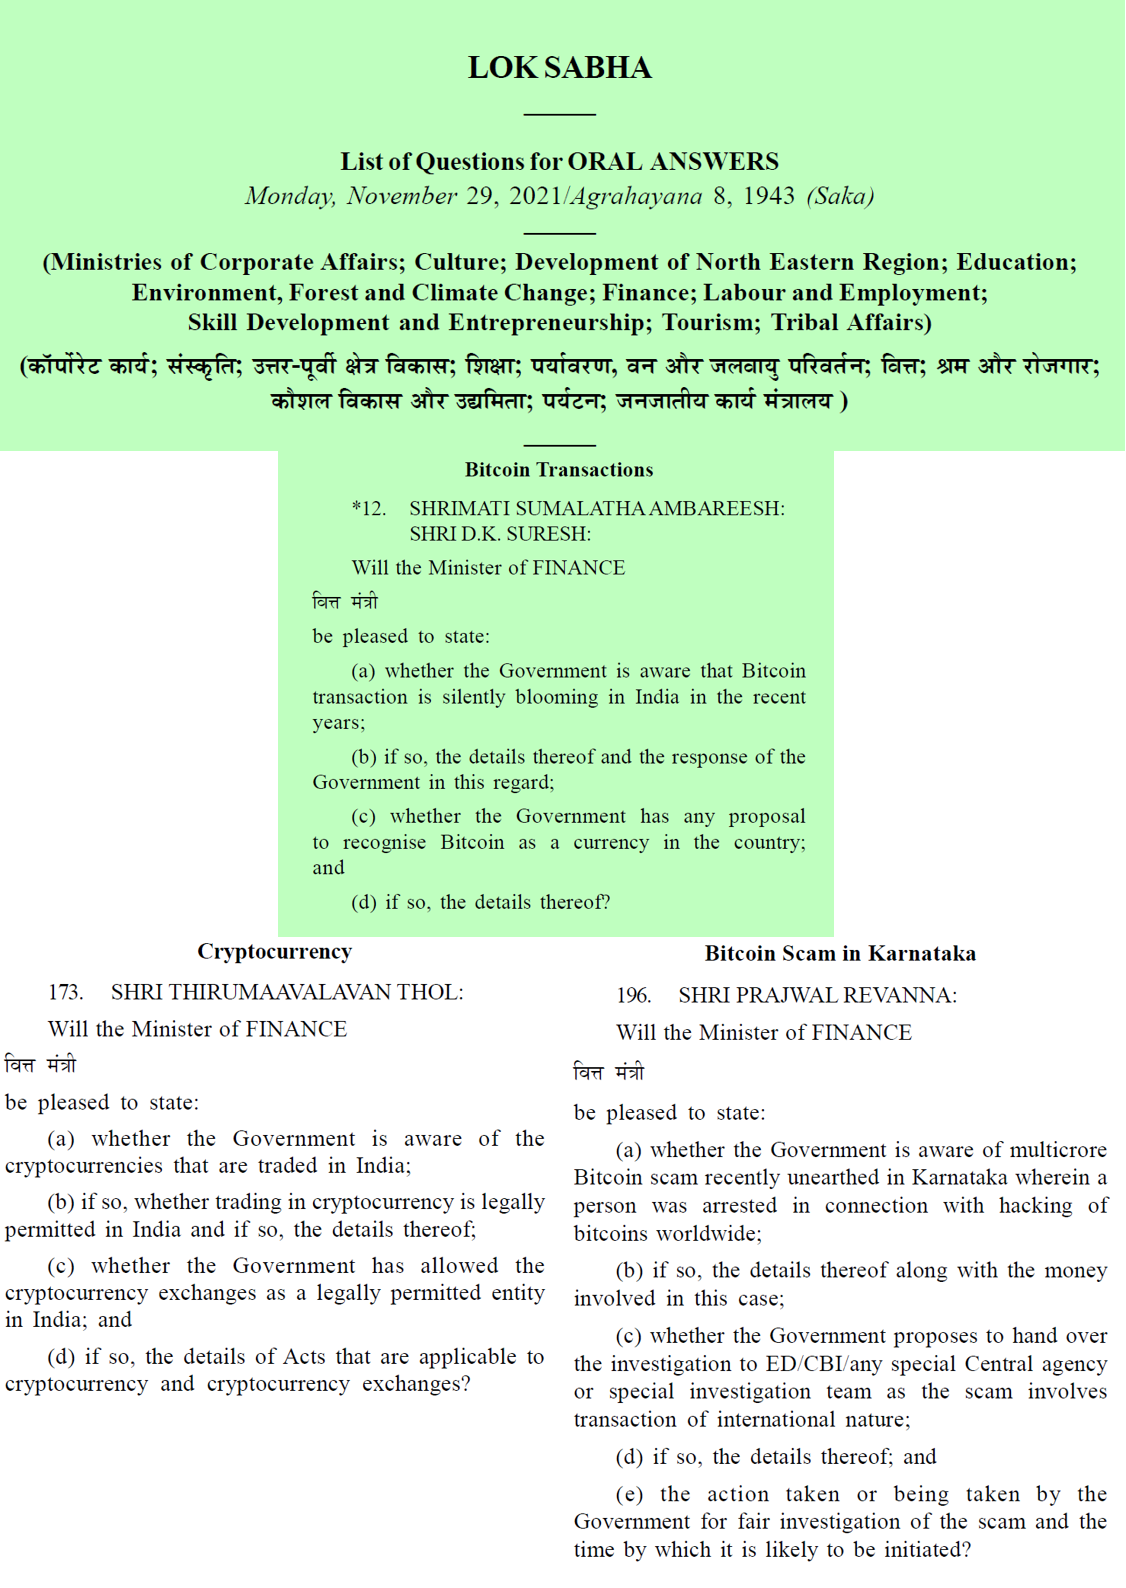 LOK SABHA
List of Questions for ORAL ANSWERS
Monday, November 29, 2021/Agrahayana 8, 1943 (Saka)
(Ministries of Corporate Affairs; Culture; Development of North Eastern Region; Education;
Environment, Forest and Climate Change; Finance; Labour and Employment;
Skill Development and Entrepreneurship; Tourism; Tribal Affairs)
(कॉर्पोरेट कार्य; संस्कृति; उत्तर-पूर्वी क्षेत्र विकास; शिक्षा; पर्यावरण, वन और जलवायु परिवर्तन; वित्त; श्रम और रोजगार;
कौशल विकास और उद्यमिता; पर्यटन; जनजातीय कार्य मंत्रालय )
Bitcoin Transactions
*12. SHRIMATI SUMALATHA AMBAREESH:
SHRI D.K. SURESH:
Will the Minister of FINANCE
वित्त मंत्री
be pleased to state:
(a) whether the Government is aware that Bitcoin
transaction is silently blooming in India in the recent
years;
(b) if so, the details thereof and the response of the
Government in this regard;
(c) whether the Government has any proposal
to recognise Bitcoin as a currency in the country;
and
(d) if so, the details thereof?
Cryptocurrency
173. SHRI THIRUMAAVALAVAN THOL:
Will the Minister of FINANCE
वित्त मंत्री
be pleased to state:
(a) whether the Government is aware of the
cryptocurrencies that are traded in India;
(b) if so, whether trading in cryptocurrency is legally
permitted in India and if so, the details thereof;
(c) whether the Government has allowed the
cryptocurrency exchanges as a legally permitted entity
in India; and
(d) if so, the details of Acts that are applicable to
cryptocurrency and cryptocurrency exchanges?
Bitcoin Scam in Karnataka
196. SHRI PRAJWAL REVANNA:
Will the Minister of FINANCE
वित्त मंत्री
be pleased to state:
(a) whether the Government is aware of multicrore
Bitcoin scam recently unearthed in Karnataka wherein a
person was arrested in connection with hacking of
bitcoins worldwide;
(b) if so, the details thereof along with the money
involved in this case;
(c) whether the Government proposes to hand over
the investigation to ED/CBI/any special Central agency
or special investigation team as the scam involves
transaction of international nature;
(d) if so, the details thereof; and
(e) the action taken or being taken by the
Government for fair investigation of the scam and the
time by which it is likely to be initiated?